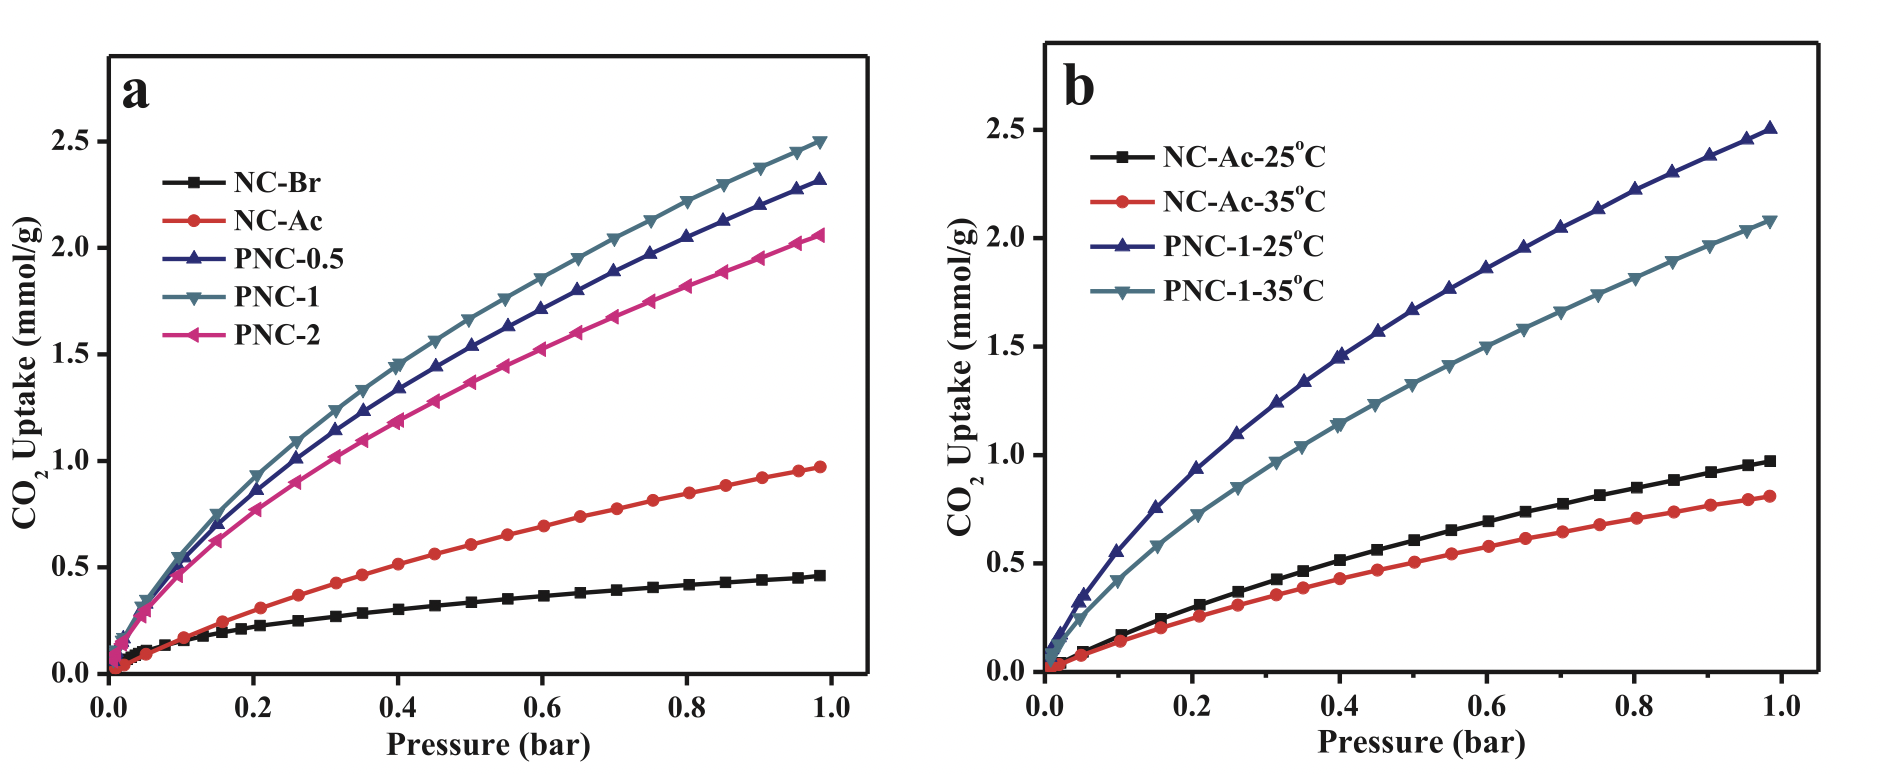 a
2.5
2.0
1.5
1.0
0.5
0.0
CO2 Uptake (mmol/g)
NC-Br
NC-Ac
PNC-0.5
PNC-1
PNC-2
0.0 0.2 0.4 0.6 0.8 1.0
Pressure (bar)
b
2.5
2.0
1.5
1.0
0.5
0.0
CO2 Uptake (mmol/g)
NC-Ac-25°C
NC-Ac-35°C
PNC-1-25°C
PNC-1-35°C
0.0 0.2 0.4 0.6 0.8 1.0
Pressure (bar)